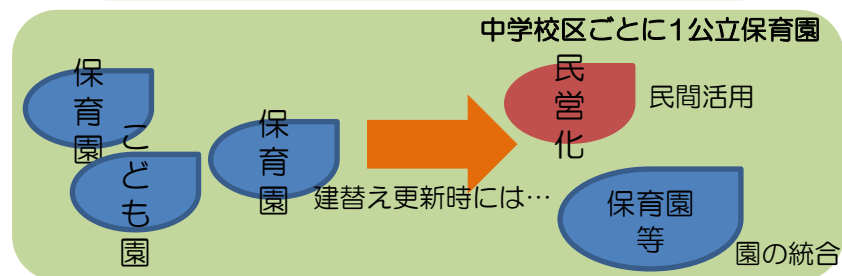 中学校区ごとに1公立保育園
保育園
こども園
保育園
建替え更新時には…
民営化
民間活用
保育園
等
園の統合